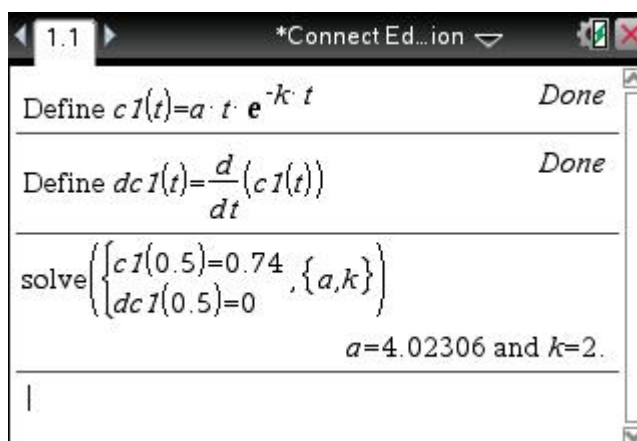 1.1 *Connect Ed...ion
Define c1(t)=a·t·e^-k·t Done
Define dc1(t)=d/dt(c1(t)) Done
solve({c1(0.5)=0.74
dc1(0.5)=0 ,{a,k})
a=4.02306 and k=2.